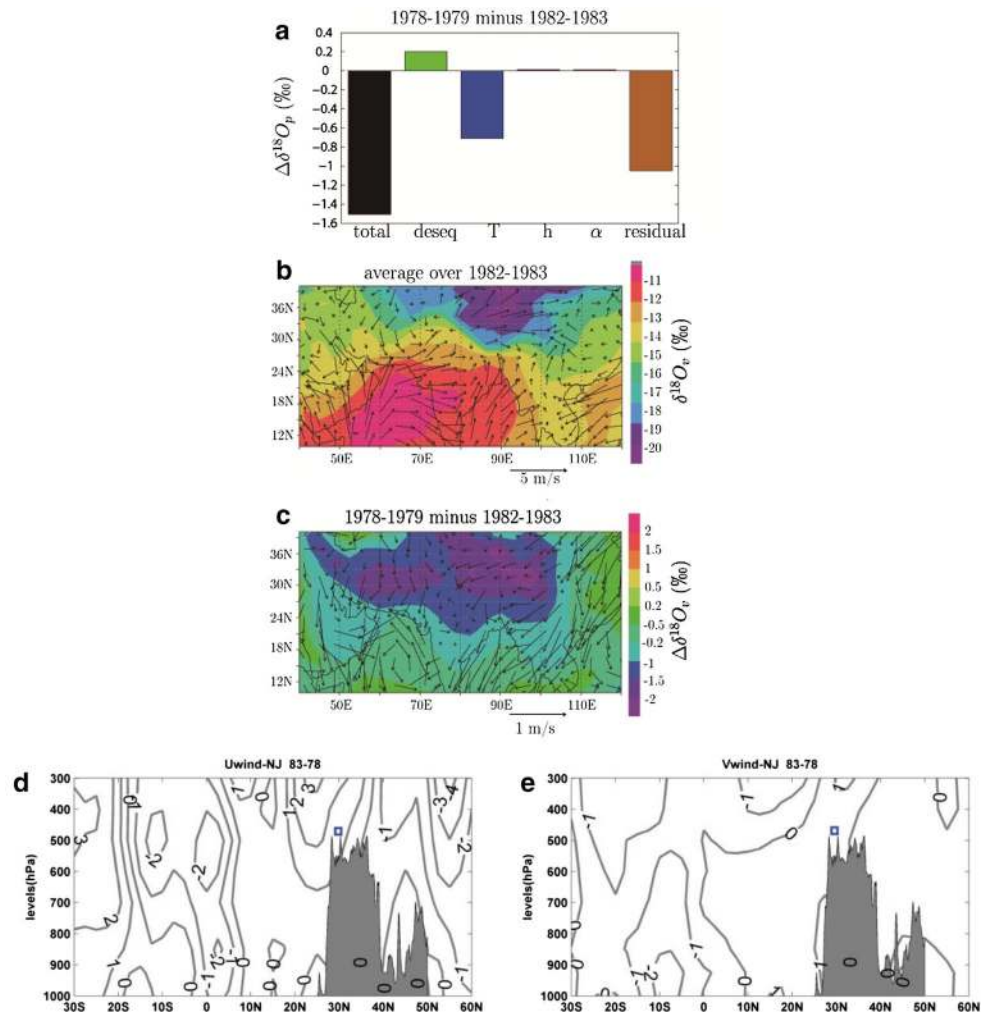 1978-1979 minus 1982-1983
a
0.4
0.2
0
−0.2
−0.4
−0.6
−0.8
−1
−1.2
−1.4
−1.6
Δδ¹⁸Oₚ (‰)
total deseq T h α residual
b
average over 1982-1983
36N
30N
24N
18N
12N
50E 70E 90E 110E
5 m/s
-11
-12
-13
-14
-15
-16
-17
-18
-19
-20
δ¹⁸Oᵥ (‰)
c
1978-1979 minus 1982-1983
36N
30N
24N
18N
12N
50E 70E 90E 110E
1 m/s
2
1.5
1
0.5
0.2
-0.5
-0.2
-1
-1.5
-2
Δδ¹⁸Oᵥ (‰)
d
Uwind-NJ 83-78
levels(hPa)
300
400
500
600
700
800
900
1000
30S 20S 10S 0 10N 20N 30N 40N 50N 60N
e
Vwind-NJ 83-78
levels(hPa)
300
400
500
600
700
800
900
1000
30S 20S 10S 0 10N 20N 30N 40N 50N 60N